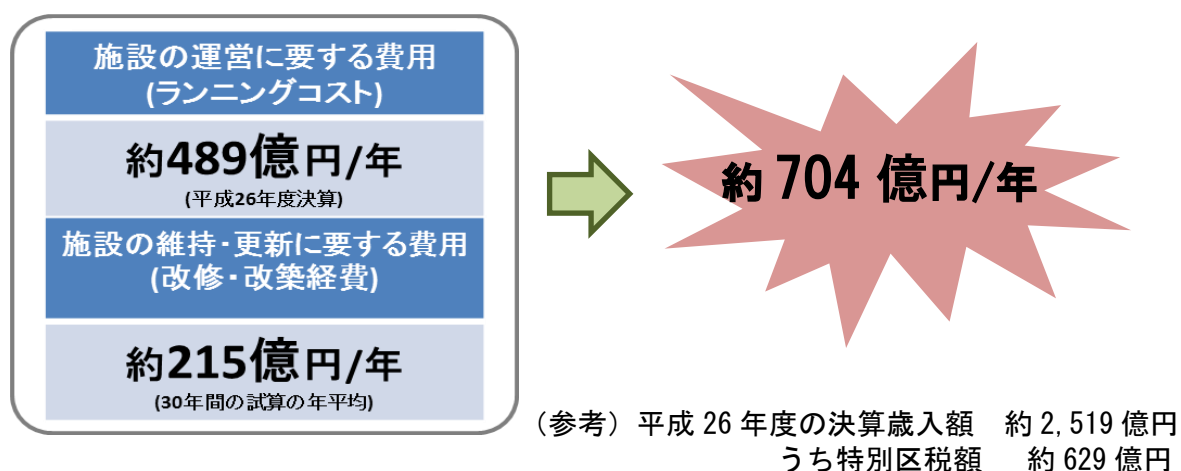 施設の運営に要する費用
(ランニングコスト)
約489億円/年
(平成26年度決算)
施設の維持・更新に要する費用
(改修・改築経費)
約215億円/年
(30年間の試算の年平均)
約 704 億円/年
（参考）平成 26 年度の決算歳入額　約 2,519 億円
うち特別区税額　約 629 億円